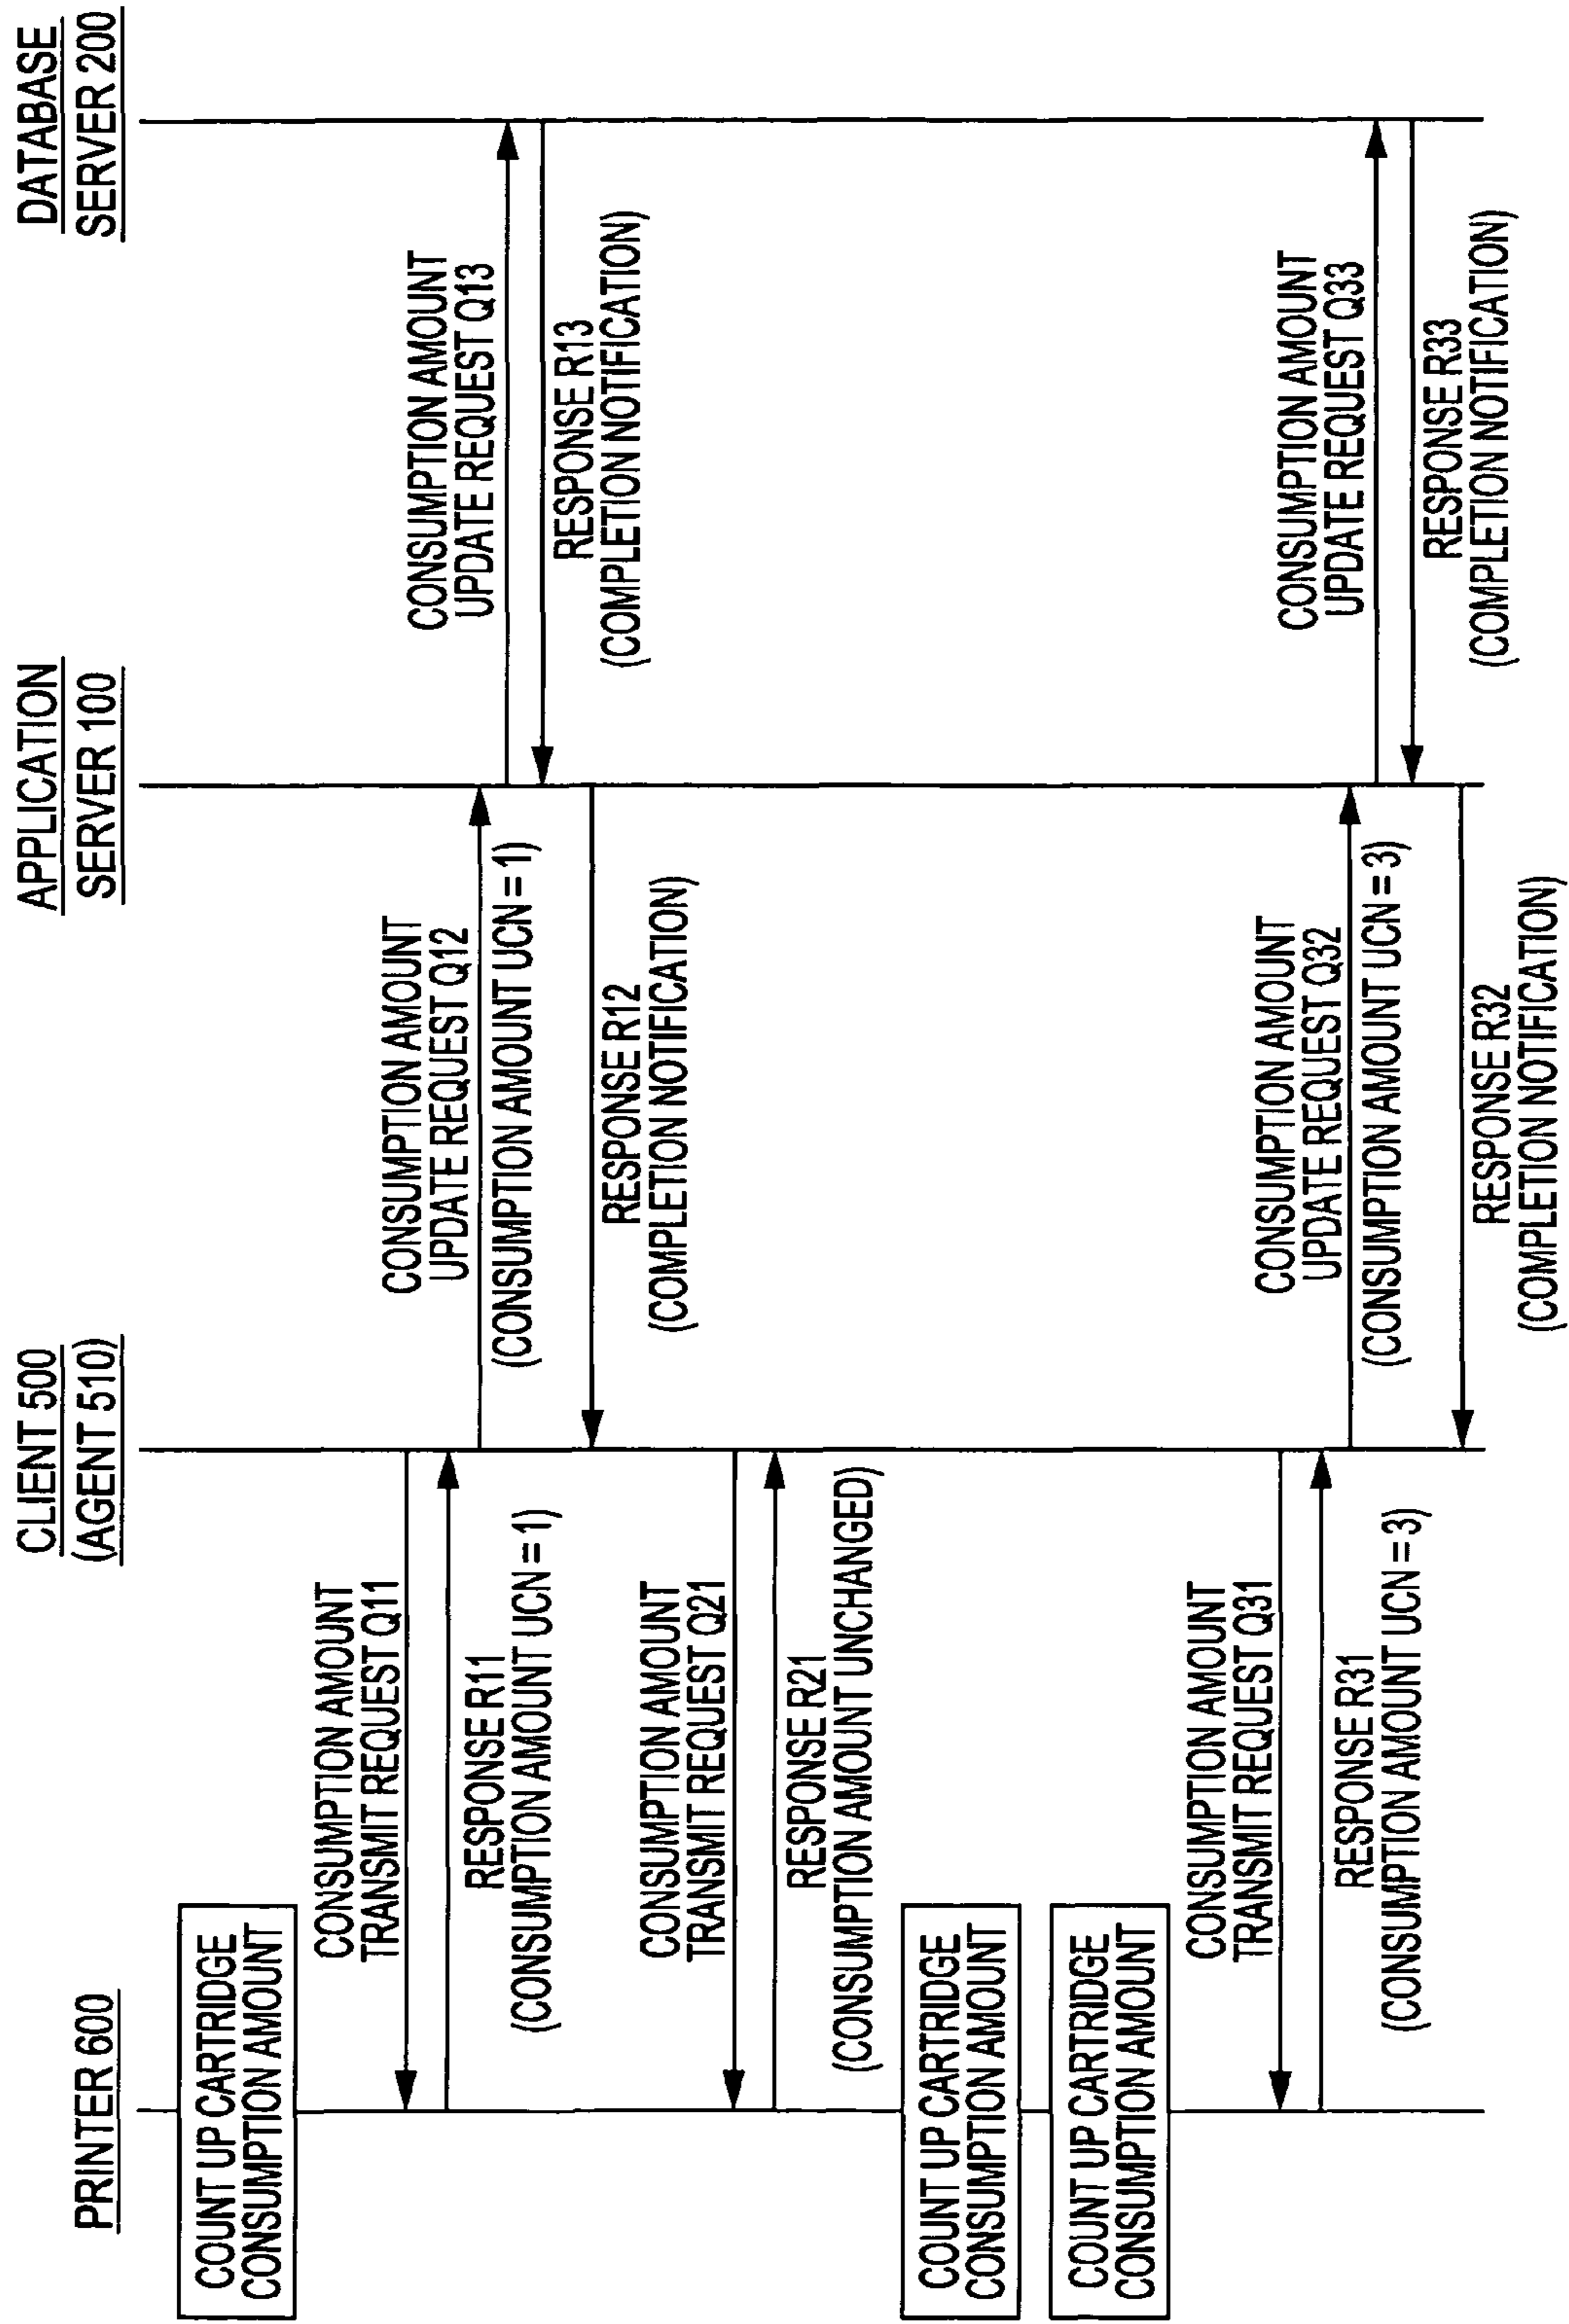 PRINTER 600
CLIENT 500
(AGENT 510)
APPLICATION
SERVER 100
DATABASE
SERVER 200
COUNT UP CARTRIDGE
CONSUMPTION AMOUNT
CONSUMPTION AMOUNT
TRANSMIT REQUEST Q11
RESPONSE R11
(CONSUMPTION AMOUNT UCN = 1)
CONSUMPTION AMOUNT
UPDATE REQUEST Q12
(CONSUMPTION AMOUNT UCN = 1)
CONSUMPTION AMOUNT
UPDATE REQUEST Q13
RESPONSE R13
(COMPLETION NOTIFICATION)
RESPONSE R12
(COMPLETION NOTIFICATION)
CONSUMPTION AMOUNT
TRANSMIT REQUEST Q21
RESPONSE R21
(CONSUMPTION AMOUNT UNCHANGED)
COUNT UP CARTRIDGE
CONSUMPTION AMOUNT
COUNT UP CARTRIDGE
CONSUMPTION AMOUNT
CONSUMPTION AMOUNT
TRANSMIT REQUEST Q31
RESPONSE R31
(CONSUMPTION AMOUNT UCN = 3)
CONSUMPTION AMOUNT
UPDATE REQUEST Q32
(CONSUMPTION AMOUNT UCN = 3)
CONSUMPTION AMOUNT
UPDATE REQUEST Q33
RESPONSE R33
(COMPLETION NOTIFICATION)
RESPONSE R32
(COMPLETION NOTIFICATION)